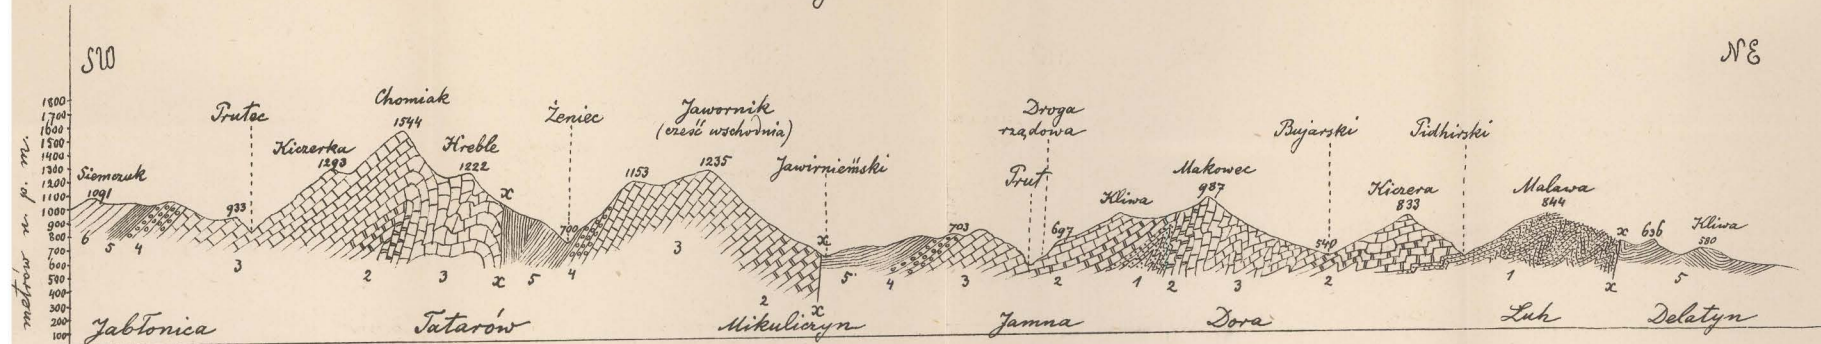 SW
NE
1800
1700
1600
1500
1400
1300
1200
1100
1000
900
800
700
600
500
400
300
200
100
metrów n. p. m.
Siemczuk
1091
Prutec
933
Kiczerka
1293
Chomiak
1544
Hreble
1222
x
Żeniec
700
1153
Jawornik
(cześć wschodnia)
1235
Jawirnieński
x
703
Droga
rządowa
Prut
697
Kliwa
Makowec
987
Bujarski
540
Kiczera
833
Pidhirski
Maława
844
x
636
Kliwa
580
6 5 4 3 2 3 x 5 4 3 2 x 5 4 3 2 1 2 3 2 1 x 5
Jabłonica Tatarów Mikuliczyn Jamna Dora Łuh Delatyn